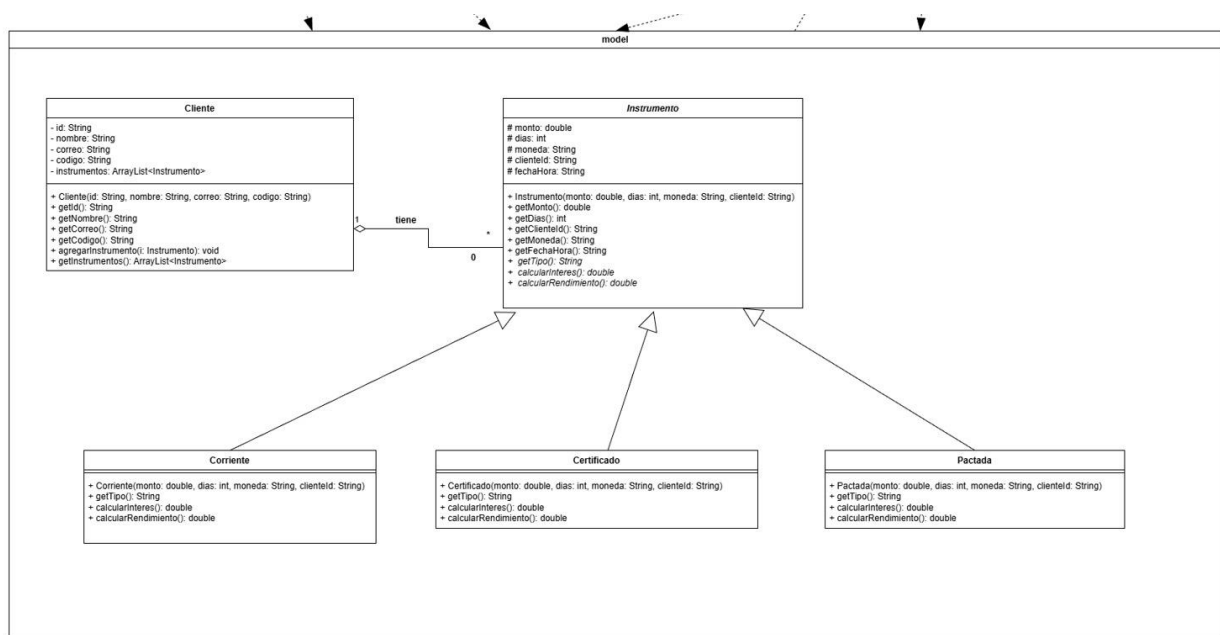 model
Cliente
- id: String
- nombre: String
- correo: String
- codigo: String
- instrumentos: ArrayList<Instrumento>
+ Cliente(id: String, nombre: String, correo: String, codigo: String)
+ getId(): String
+ getNombre(): String
+ getCorreo(): String
+ getCodigo(): String
+ agregarInstrumento(i: Instrumento): void
+ getInstrumentos(): ArrayList<Instrumento>
1
tiene
*
0
Instrumento
# monto: double
# dias: int
# moneda: String
# clienteId: String
# fechaHora: String
+ Instrumento(monto: double, dias: int, moneda: String, clienteId: String)
+ getMonto(): double
+ getDias(): int
+ getClienteId(): String
+ getMoneda(): String
+ getFechaHora(): String
+ getTipo(): String
+ calcularInteres(): double
+ calcularRendimiento(): double
Corriente
+ Corriente(monto: double, dias: int, moneda: String, clienteId: String)
+ getTipo(): String
+ calcularInteres(): double
+ calcularRendimiento(): double
Certificado
+ Certificado(monto: double, dias: int, moneda: String, clienteId: String)
+ getTipo(): String
+ calcularInteres(): double
+ calcularRendimiento(): double
Pactada
+ Pactada(monto: double, dias: int, moneda: String, clienteId: String)
+ getTipo(): String
+ calcularInteres(): double
+ calcularRendimiento(): double